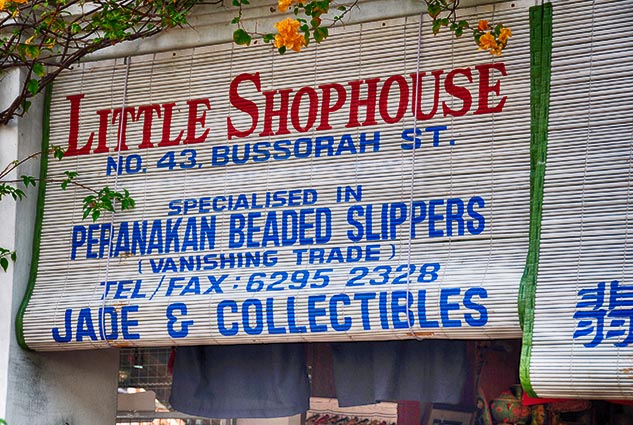 LITTLE SHOPHOUSE
NO. 43, BUSSORAH ST.
SPECIALISED IN
PERANAKAN BEADED SLIPPERS
(VANISHING TRADE)
TEL/FAX: 6295 2328
JADE & COLLECTIBLES
翡